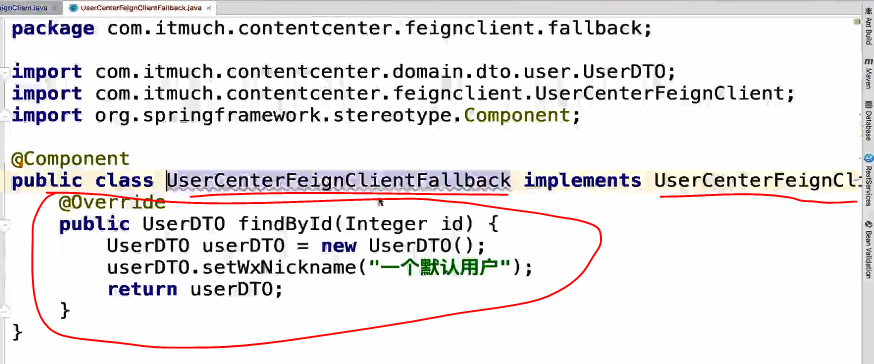 eignClient.java × UserCenterFeignClientFallback.java ×
package com.itmuch.contentcenter.feignclient.fallback;
import com.itmuch.contentcenter.domain.dto.user.UserDTO;
import com.itmuch.contentcenter.feignclient.UserCenterFeignClient;
import org.springframework.stereotype.Component;
@Component
public class UserCenterFeignClientFallback implements UserCenterFeignCl
@Override
public UserDTO findById(Integer id) {
UserDTO userDTO = new UserDTO();
userDTO.setWxNickname("一个默认用户");
return userDTO;
}
}
Ant Build
Maven
Database
RestServices
Bean Validation